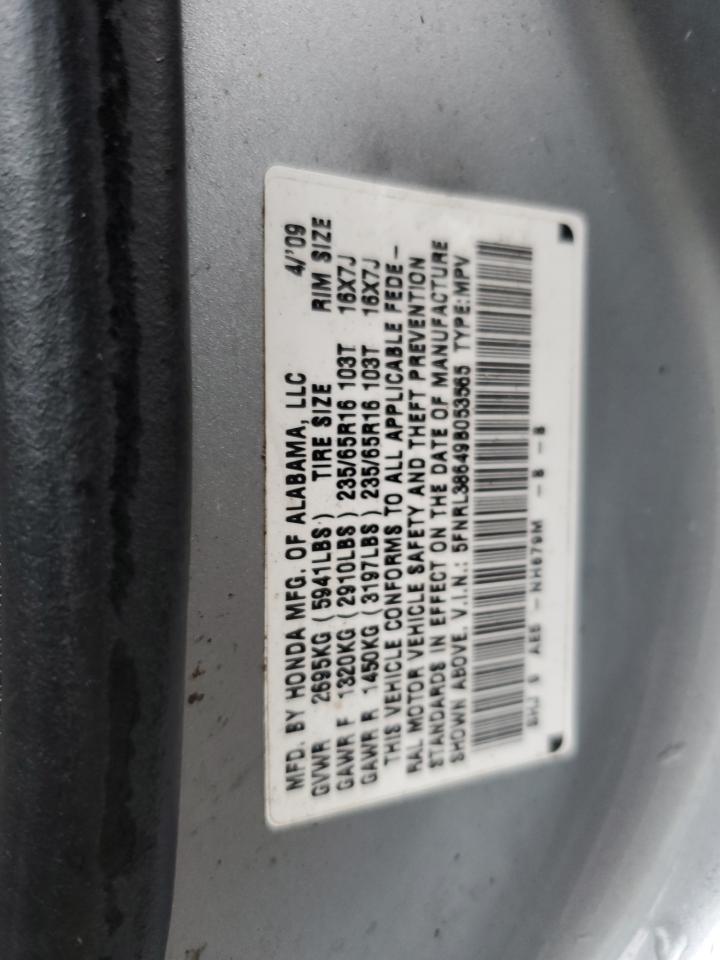 MFD. BY HONDA MFG. OF ALABAMA, LLC 4/'09
GVWR 2695KG (5941LBS) TIRE SIZE RIM SIZE
GAWR F 1320KG (2910LBS) 235/65R16 103T 16X7J
GAWR R 1450KG (3197LBS) 235/65R16 103T 16X7J
THIS VEHICLE CONFORMS TO ALL APPLICABLE FEDE-
RAL MOTOR VEHICLE SAFETY AND THEFT PREVENTION
STANDARDS IN EFFECT ON THE DATE OF MANUFACTURE
SHOWN ABOVE. V.I.N.: 5FNRL38649B053565 TYPE:MPV
NH679M - B - B